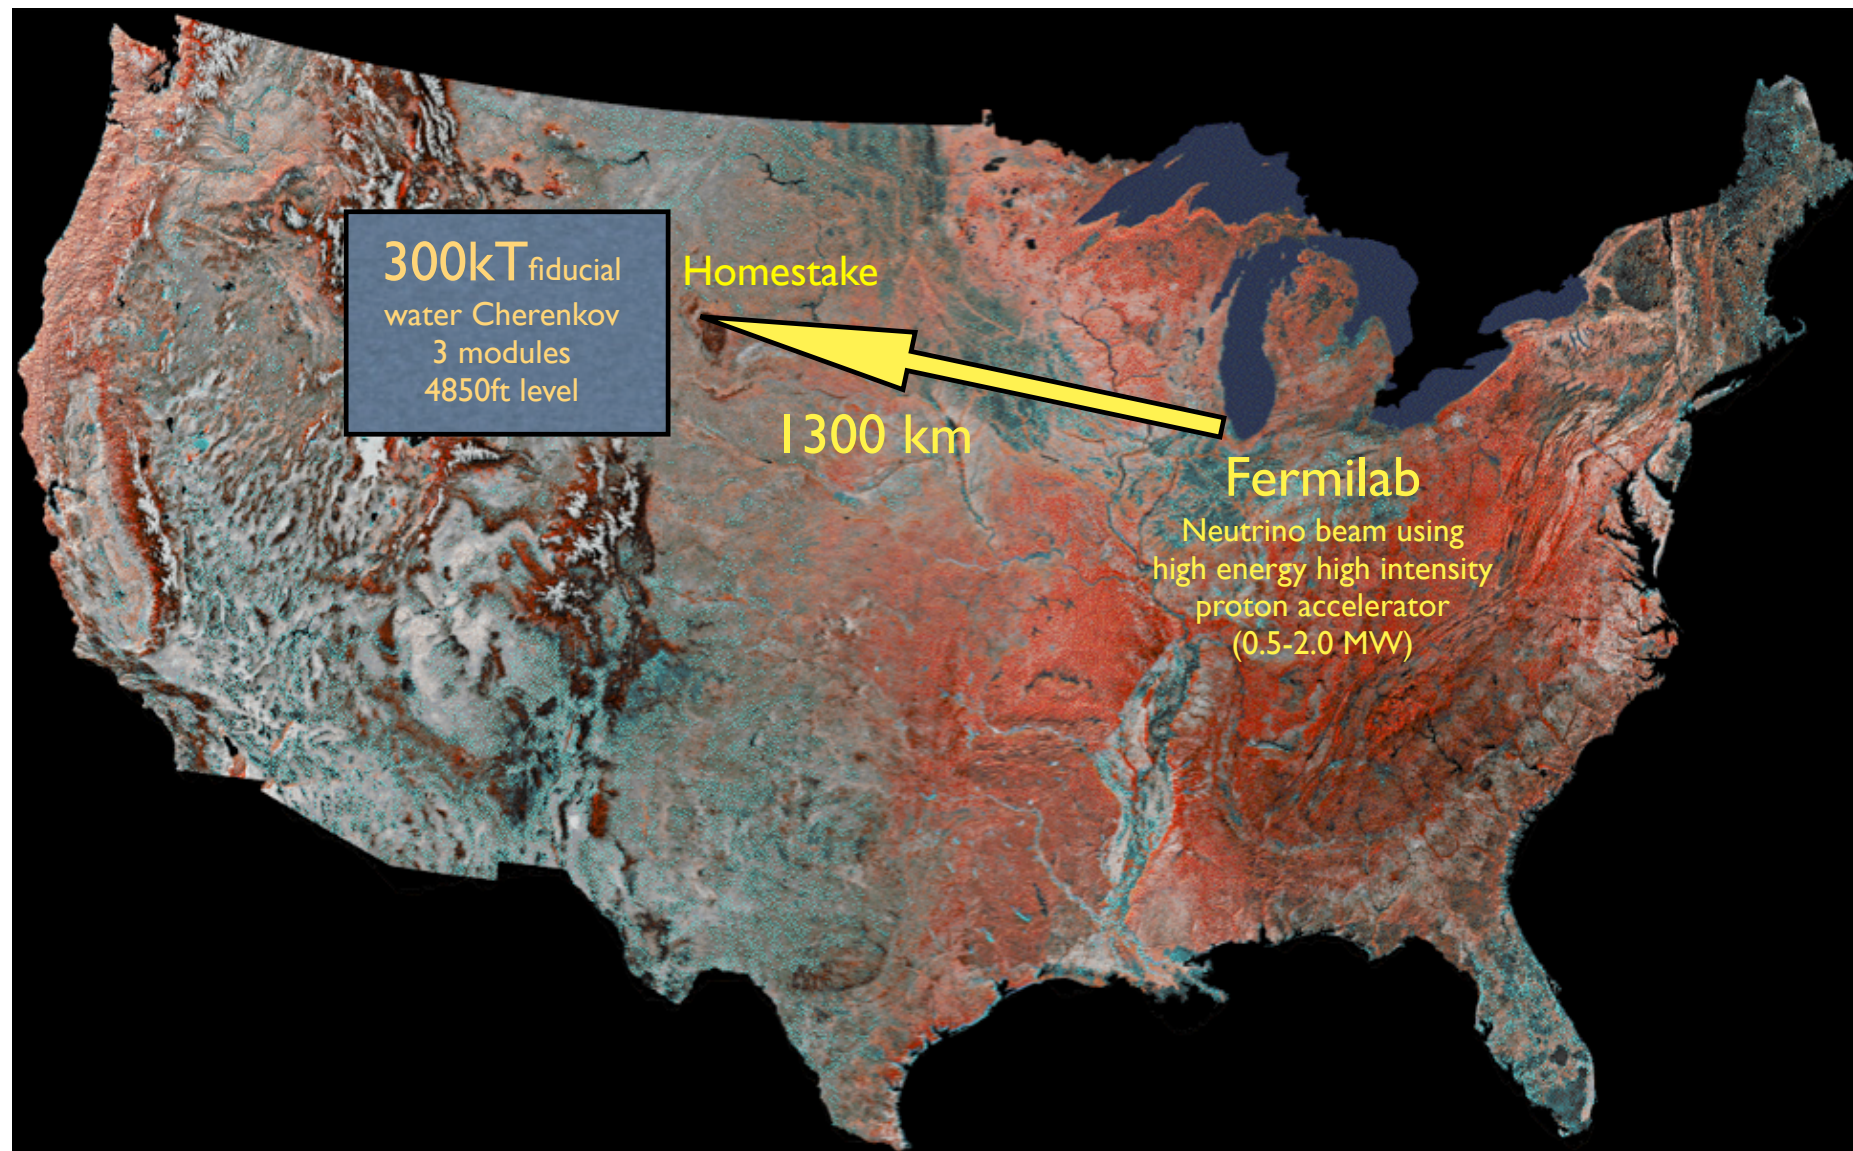 300kT fiducial
water Cherenkov
3 modules
4850ft level
Homestake
1300 km
Fermilab
Neutrino beam using
high energy high intensity
proton accelerator
(0.5-2.0 MW)